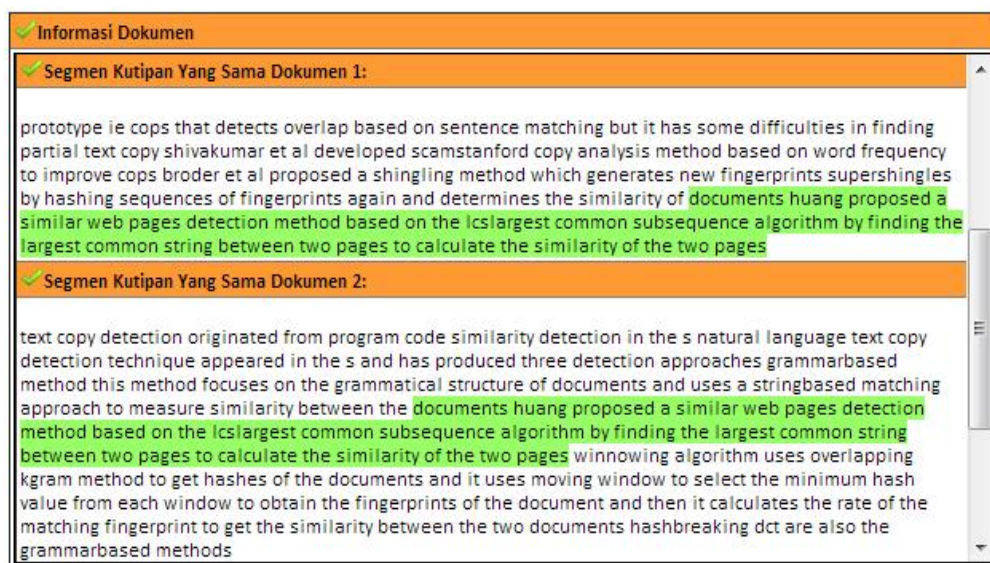 Informasi Dokumen
Segmen Kutipan Yang Sama Dokumen 1:
prototype ie cops that detects overlap based on sentence matching but it has some difficulties in finding
partial text copy shivakumar et al developed scamstanford copy analysis method based on word frequency
to improve cops broder et al proposed a shingling method which generates new fingerprints supershingles
by hashing sequences of fingerprints again and determines the similarity of documents huang proposed a
similar web pages detection method based on the lcslargest common subsequence algorithm by finding the
largest common string between two pages to calculate the similarity of the two pages
Segmen Kutipan Yang Sama Dokumen 2:
text copy detection originated from program code similarity detection in the s natural language text copy
detection technique appeared in the s and has produced three detection approaches grammarbased
method this method focuses on the grammatical structure of documents and uses a stringbased matching
approach to measure similarity between the documents huang proposed a similar web pages detection
method based on the lcslargest common subsequence algorithm by finding the largest common string
between two pages to calculate the similarity of the two pages winnowing algorithm uses overlapping
kgram method to get hashes of the documents and it uses moving window to select the minimum hash
value from each window to obtain the fingerprints of the document and then it calculates the rate of the
matching fingerprint to get the similarity between the two documents hashbreaking dct are also the
grammarbased methods